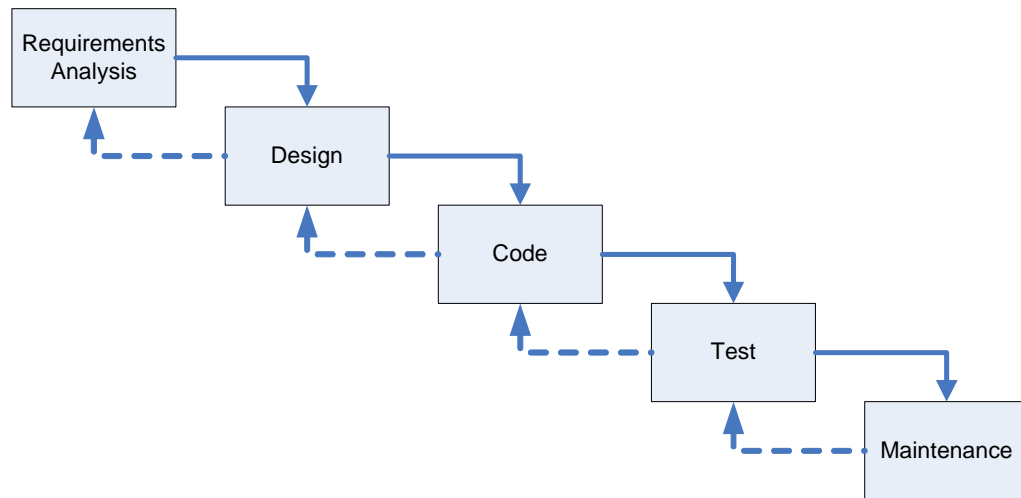 Requirements
Analysis
Design
Code
Test
Maintenance